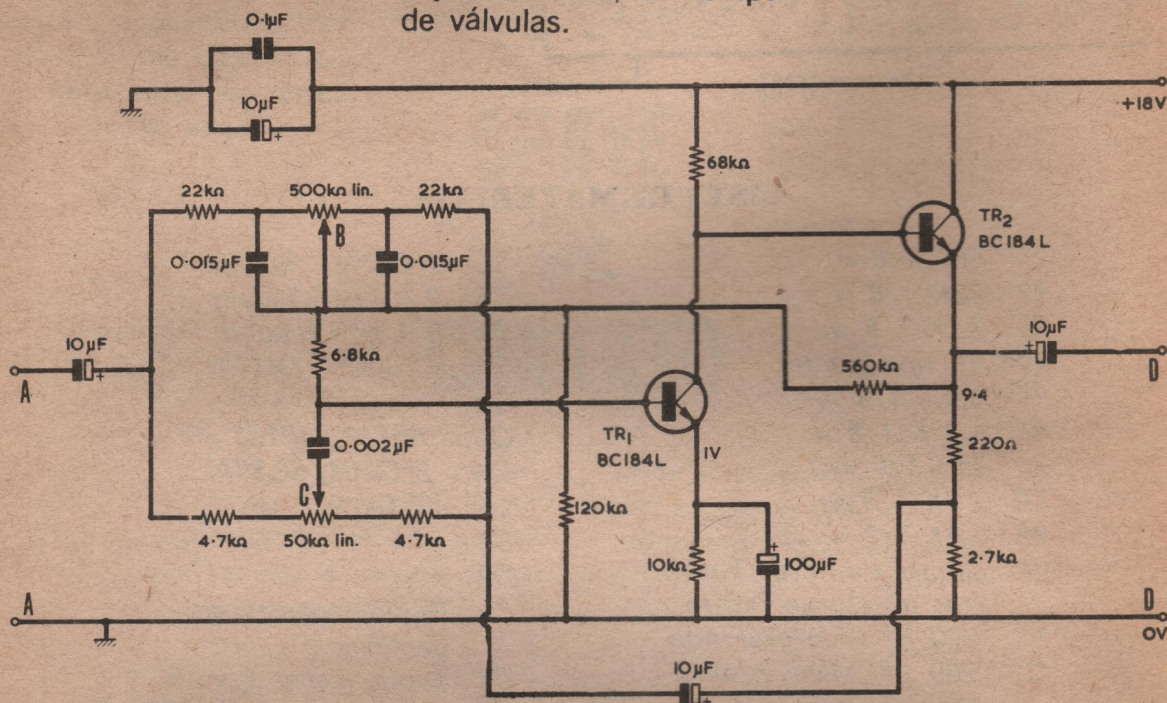 de válvulas.
0·1µF
10µF
+
+18V
68kΩ
22kΩ
500kΩ lin.
22kΩ
B
TR2
BC184L
0·015µF
0·015µF
10µF
+
A
6·8kΩ
10µF
+
D
560kΩ
9·4
TR1
BC184L
1V
220Ω
0·002µF
C
120kΩ
4·7kΩ
50kΩ lin.
4·7kΩ
10kΩ
+
100µF
2·7kΩ
A
D
0V
10µF
+